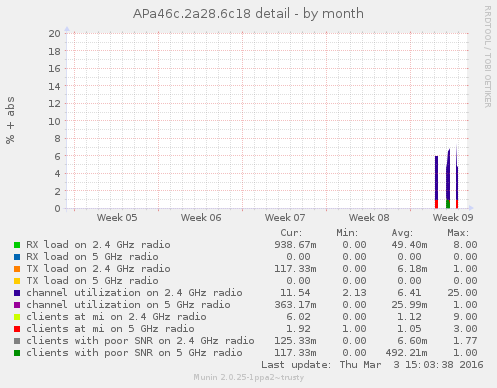 APa46c.2a28.6c18 detail - by month
RRDTOOL / TOBI OETIKER
% + abs
20
18
16
14
12
10
8
6
4
2
0
Week 05 Week 06 Week 07 Week 08 Week 09
Cur: Min: Avg: Max:
RX load on 2.4 GHz radio 938.67m 0.00 49.40m 8.00
RX load on 5 GHz radio 0.00 0.00 0.00 0.00
TX load on 2.4 GHz radio 117.33m 0.00 6.18m 1.00
TX load on 5 GHz radio 0.00 0.00 0.00 0.00
channel utilization on 2.4 GHz radio 11.54 2.13 6.41 25.00
channel utilization on 5 GHz radio 363.17m 0.00 25.99m 1.00
clients at mi on 2.4 GHz radio 6.02 0.00 1.12 9.00
clients at mi on 5 GHz radio 1.92 1.00 1.05 3.00
clients with poor SNR on 2.4 GHz radio 125.33m 0.00 6.60m 1.77
clients with poor SNR on 5 GHz radio 117.33m 0.00 492.21m 1.00
Last update: Thu Mar 3 15:03:38 2016
Munin 2.0.25-1ppa2~trusty